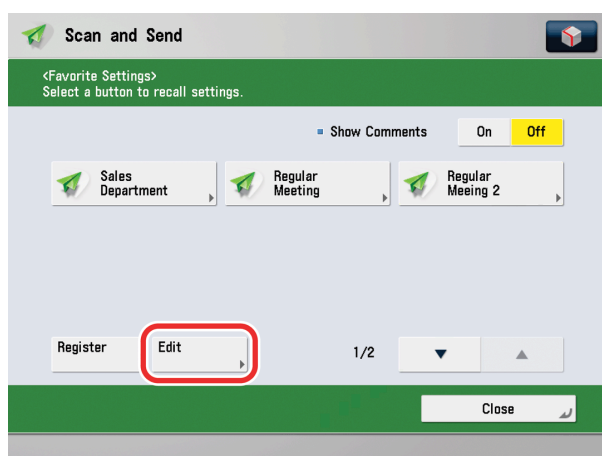 Scan and Send
<Favorite Settings>
Select a button to recall settings.
Show Comments On Off
Sales Department
Regular Meeting
Regular Meeing 2
Register Edit 1/2
Close